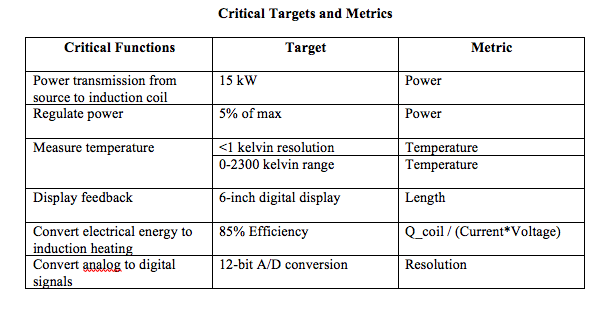 Critical Targets and Metrics
Critical Functions Target Metric
Power transmission from 15 kW Power
source to induction coil
Regulate power 5% of max Power
Measure temperature <1 kelvin resolution Temperature
0-2300 kelvin range Temperature
Display feedback 6-inch digital display Length
Convert electrical energy to 85% Efficiency Q_coil / (Current*Voltage)
induction heating
Convert analog to digital 12-bit A/D conversion Resolution
signals